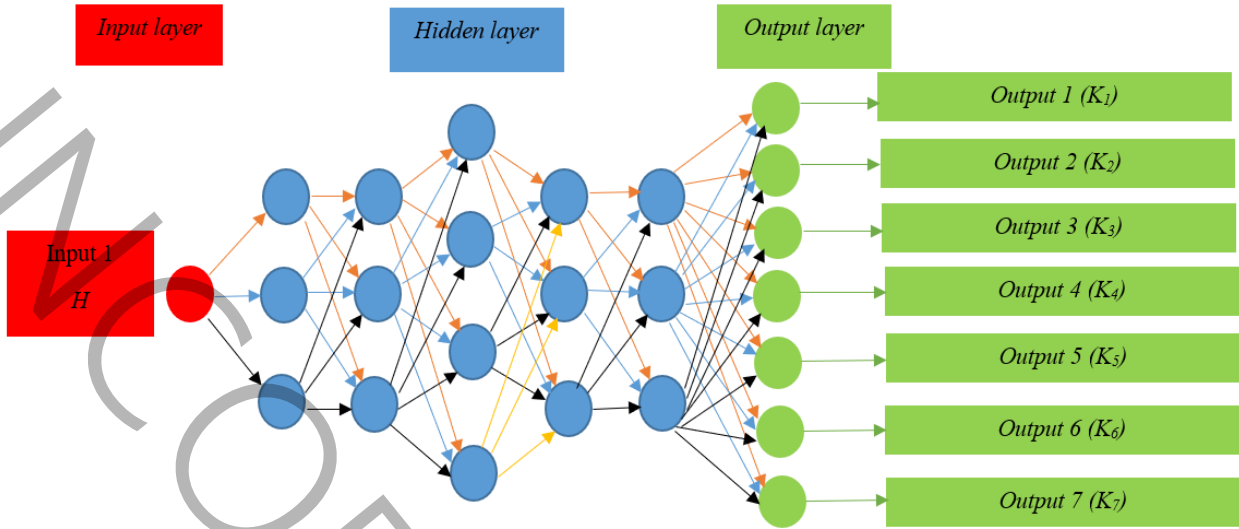 Input layer
Hidden layer
Output layer
Input 1
H
Output 1 (K1)
Output 2 (K2)
Output 3 (K3)
Output 4 (K4)
Output 5 (K5)
Output 6 (K6)
Output 7 (K7)